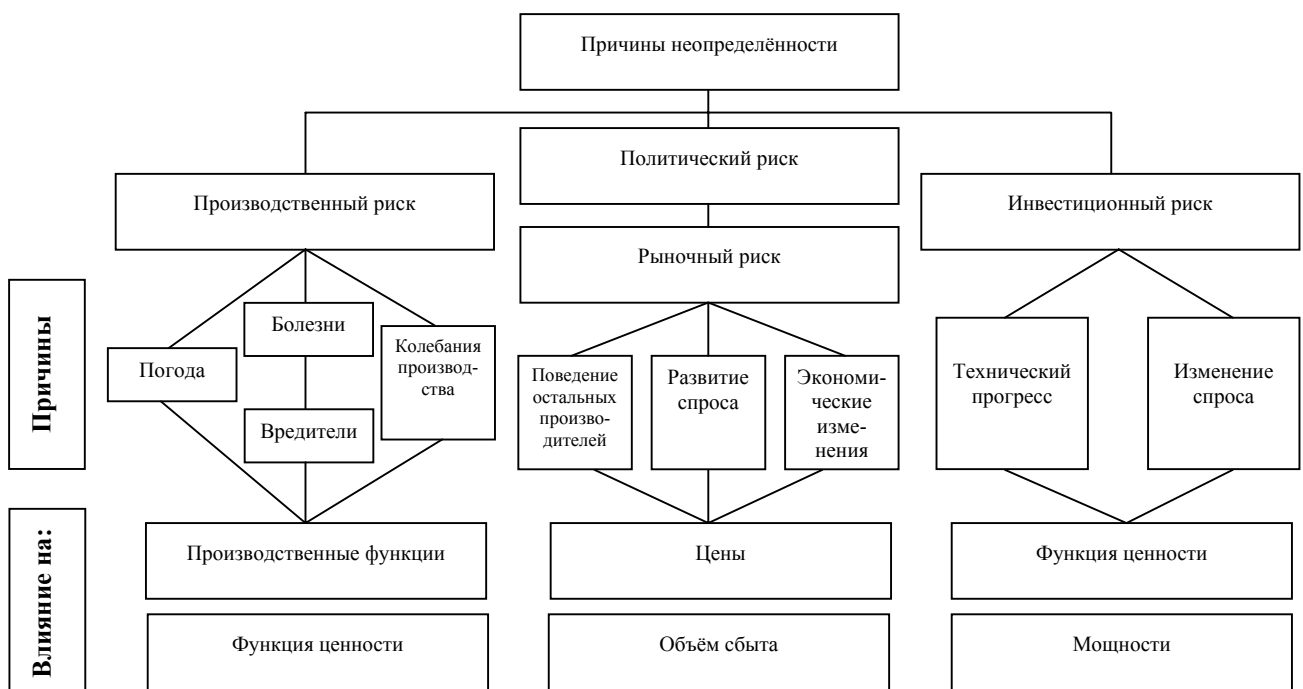 Причины неопределённости
Политический риск
Производственный риск
Инвестиционный риск
Рыночный риск
Причины
Погода
Болезни
Вредители
Колебания
производ-
ства
Поведение
остальных
произво-
дителей
Развитие
спроса
Экономи-
ческие
изме-
нения
Технический
прогресс
Изменение
спроса
Влияние на:
Производственные функции
Цены
Функция ценности
Функция ценности
Объём сбыта
Мощности